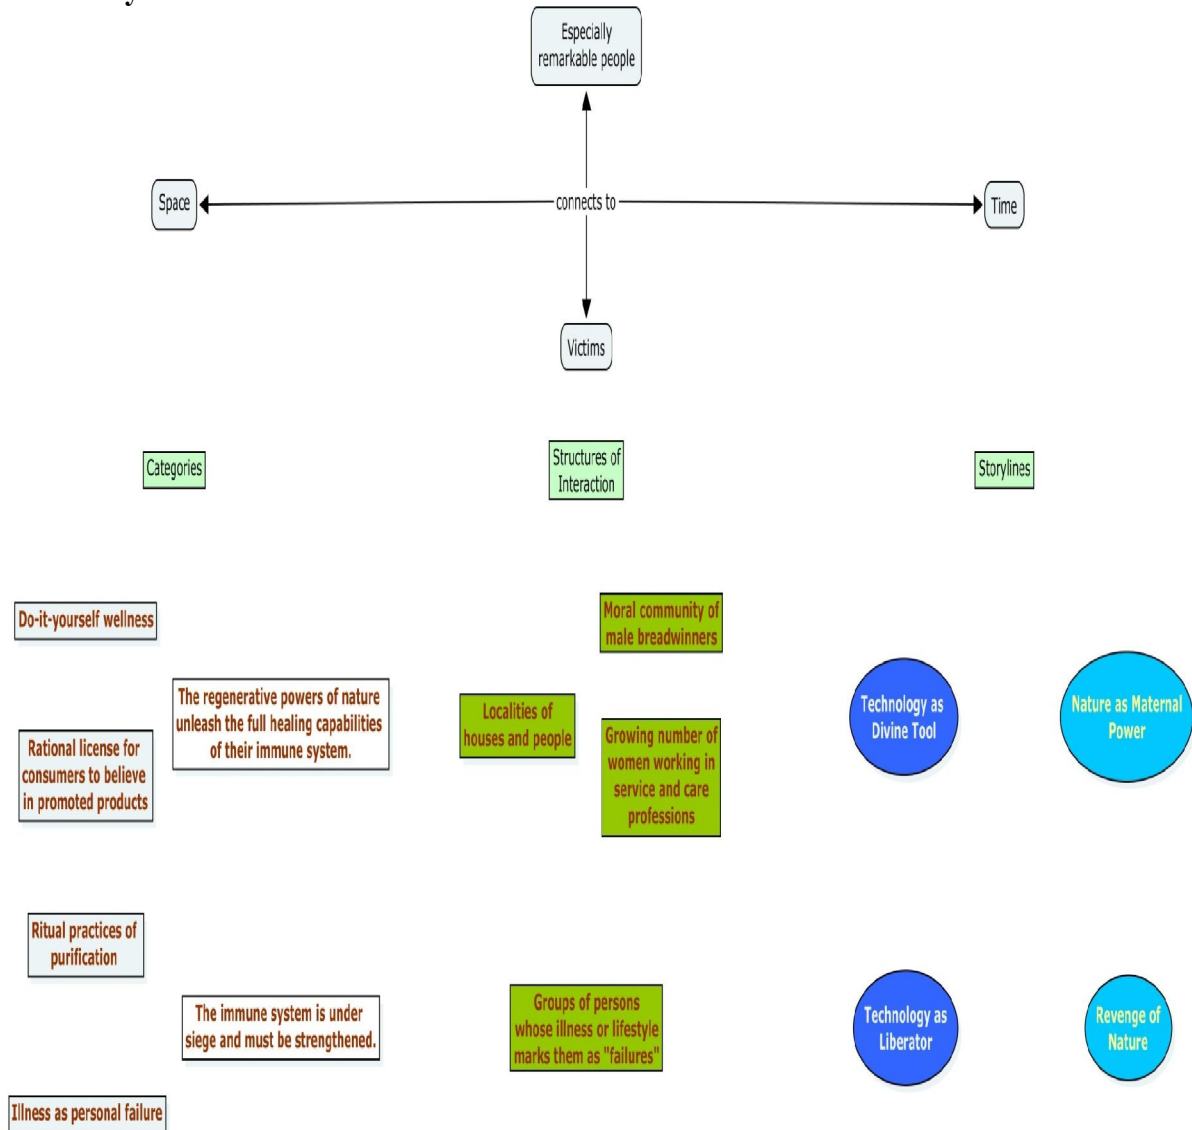 Especially
remarkable people
Space
connects to
Time
Victims
Categories
Structures of
Interaction
Storylines
Do-it-yourself wellness
Moral community of
male breadwinners
The regenerative powers of nature
unleash the full healing capabilities
of their immune system.
Localities of
houses and people
Technology as
Divine Tool
Nature as Maternal
Power
Rational license for
consumers to believe
in promoted products
Growing number of
women working in
service and care
professions
Ritual practices of
purification
The immune system is under
siege and must be strengthened.
Groups of persons
whose illness or lifestyle
marks them as "failures"
Technology as
Liberator
Revenge of
Nature
Illness as personal failure